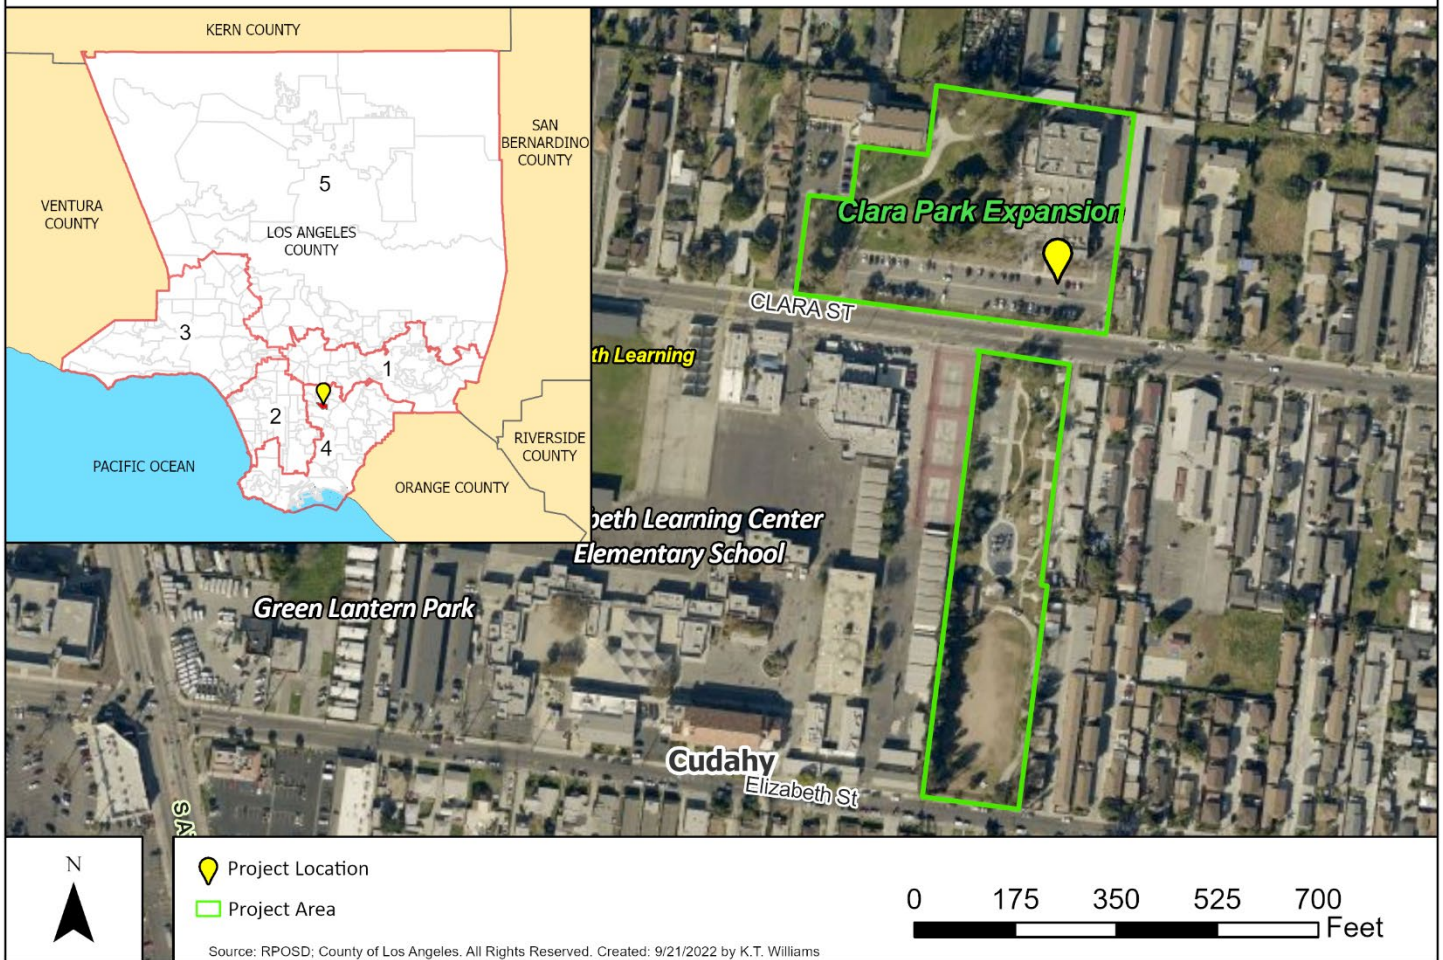 KERN COUNTY
SAN
BERNARDINO
COUNTY
5
VENTURA
COUNTY
LOS ANGELES
COUNTY
3
1
2
4
RIVERSIDE
COUNTY
PACIFIC OCEAN
ORANGE COUNTY
Clara Park Expansion
CLARA ST
th Learning
beth Learning Center
Elementary School
Green Lantern Park
Cudahy
Elizabeth St
S A
N
Project Location
Project Area
0 175 350 525 700
Feet
Source: RPOSD; County of Los Angeles. All Rights Reserved. Created: 9/21/2022 by K.T. Williams